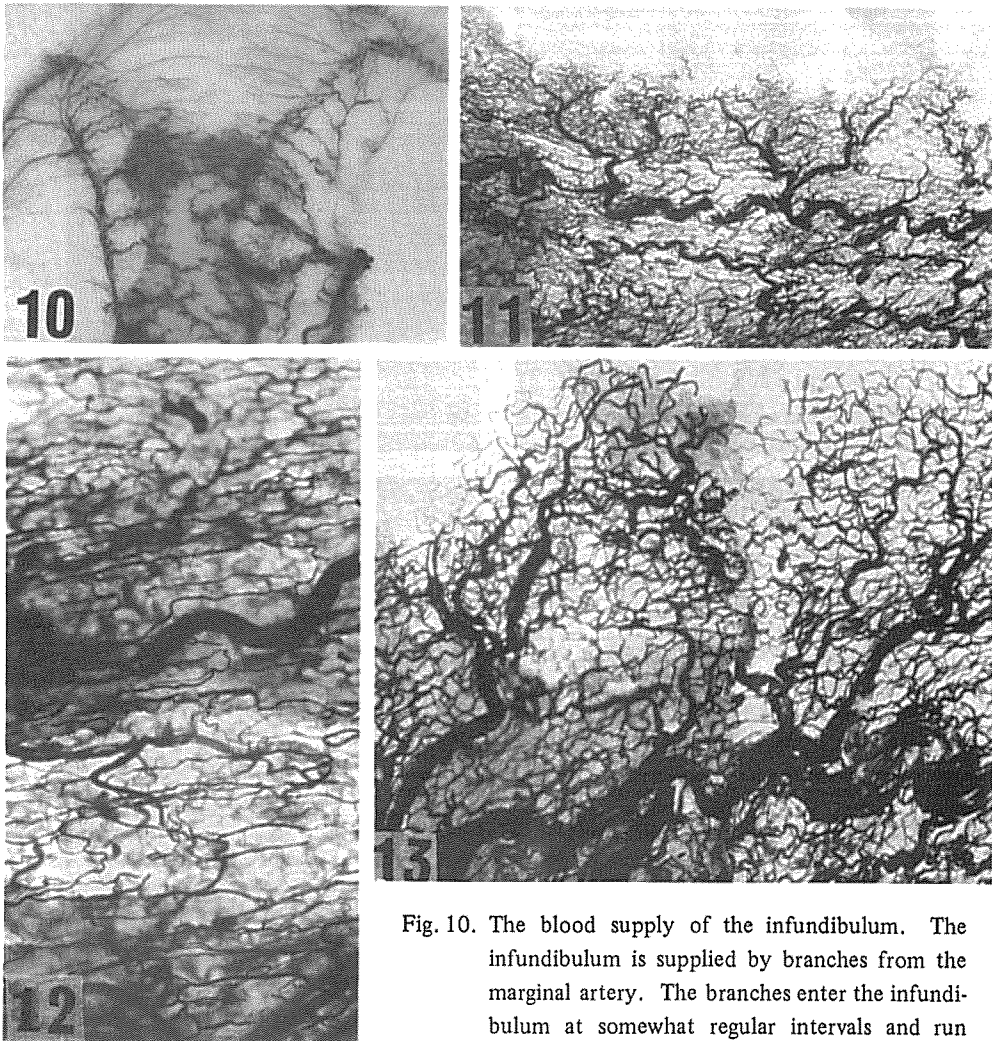 10
11
12
13
Fig. 10. The blood supply of the infundibulum. The
infundibulum is supplied by branches from the
marginal artery. The branches enter the infundi-
bulum at somewhat regular intervals and run